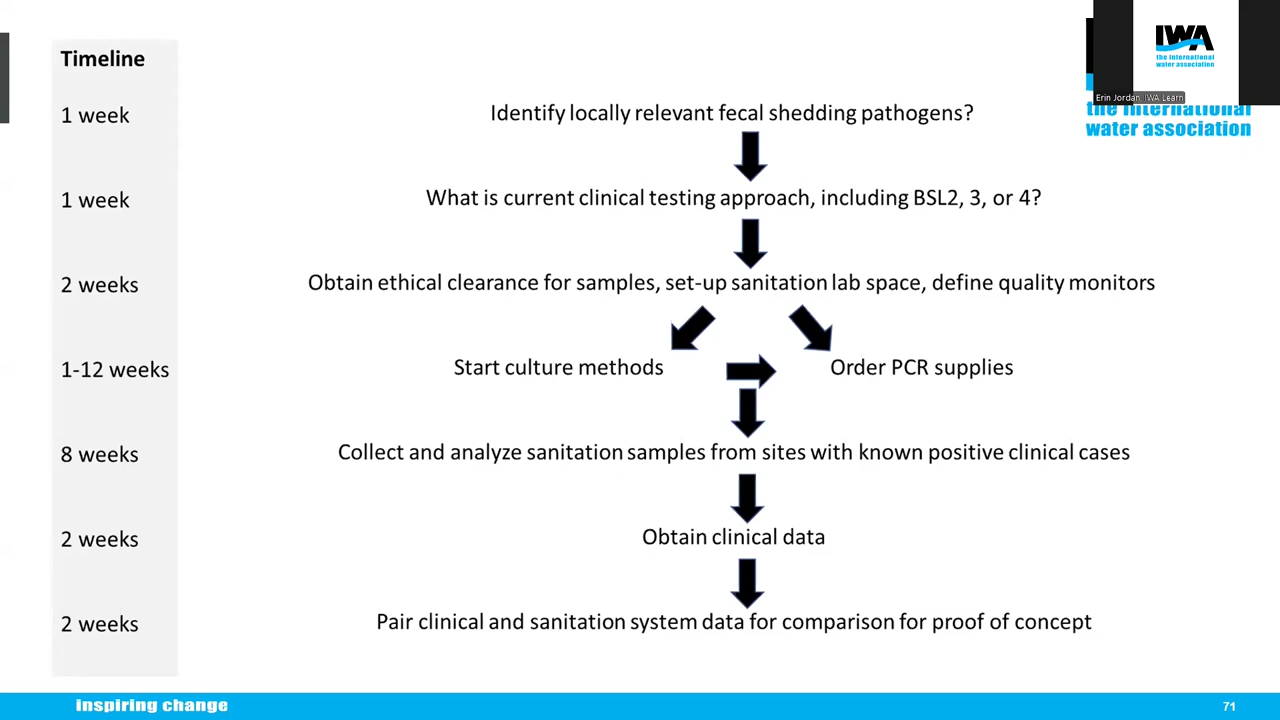 Timeline
1 week
Identify locally relevant fecal shedding pathogens?
1 week
What is current clinical testing approach, including BSL2, 3, or 4?
2 weeks
Obtain ethical clearance for samples, set-up sanitation lab space, define quality monitors
1-12 weeks
Start culture methods
Order PCR supplies
8 weeks
Collect and analyze sanitation samples from sites with known positive clinical cases
2 weeks
Obtain clinical data
2 weeks
Pair clinical and sanitation system data for comparison for proof of concept
IWA
the international
water association
Erin Jordan, IWA Learn
the international
water association
inspiring change
71